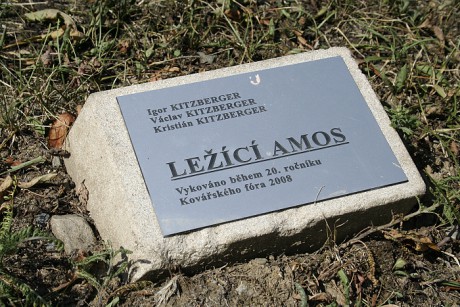 Igor KITZBERGER
Václav KITZBERGER
Kristián KITZBERGER
LEŽÍCÍ AMOS
Vykováno během 20. ročníku
Kovářského fóra 2008